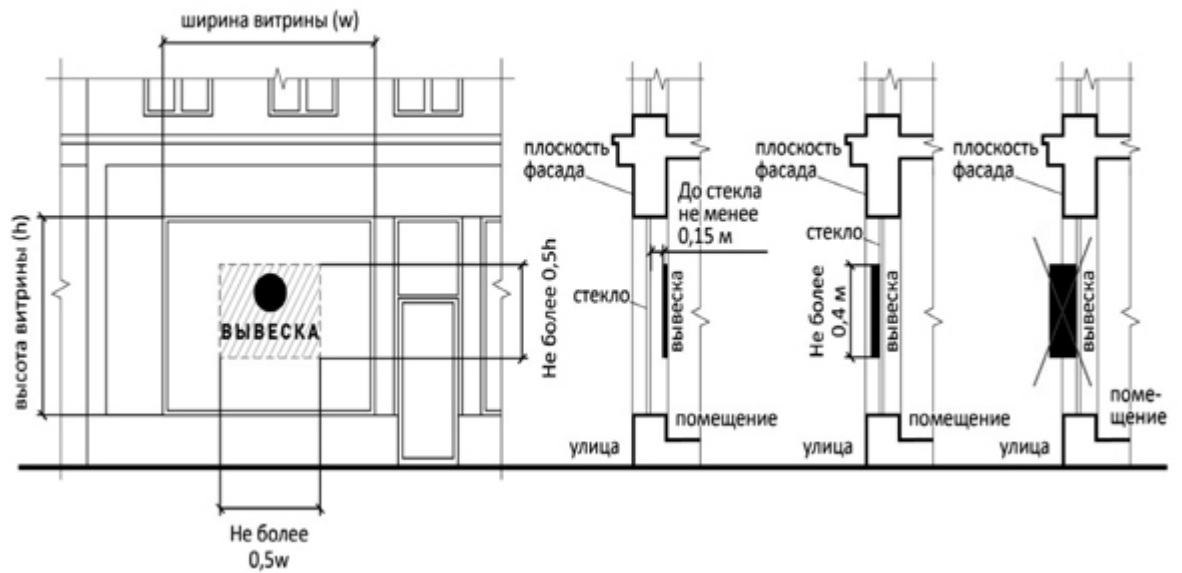 ширина витрины (w)
высота витрины (h)
ВЫВЕСКА
Не более 0,5h
Не более
0,5w
плоскость
фасада
До стекла
не менее
0,15 м
стекло
вывеска
помещение
улица
плоскость
фасада
стекло
Не более
0,4 м
вывеска
помещение
улица
плоскость
фасада
вывеска
поме-
щение
улица